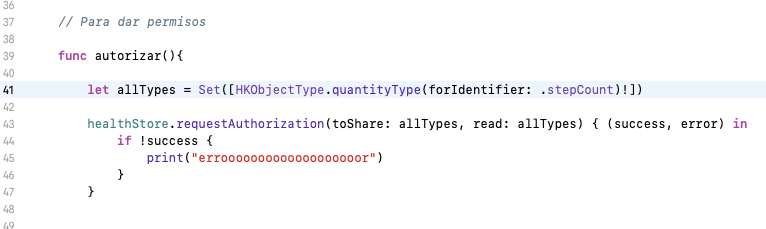 36
37 // Para dar permisos
38
39 func autorizar(){
40
41 let allTypes = Set([HKObjectType.quantityType(forIdentifier: .stepCount)!])
42
43 healthStore.requestAuthorization(toShare: allTypes, read: allTypes) { (success, error) in
44 if !success {
45 print("erroooooooooooooooooooor")
46 }
47 }
48
49